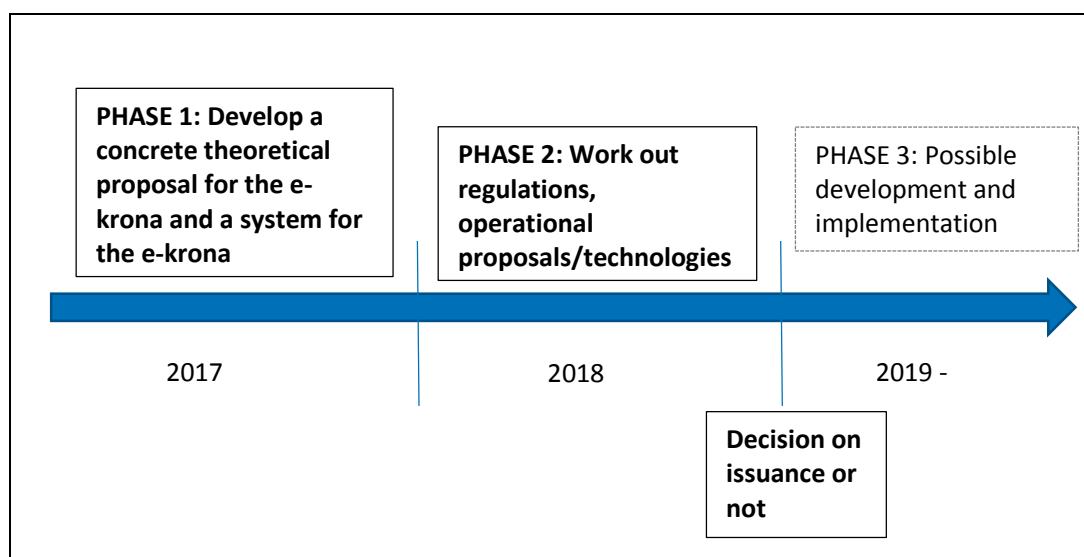 PHASE 1: Develop a
concrete theoretical
proposal for the e-
krona and a system for
the e-krona
PHASE 2: Work out
regulations,
operational
proposals/technologies
PHASE 3: Possible
development and
implementation
2017
2018
2019 -
Decision on
issuance or
not